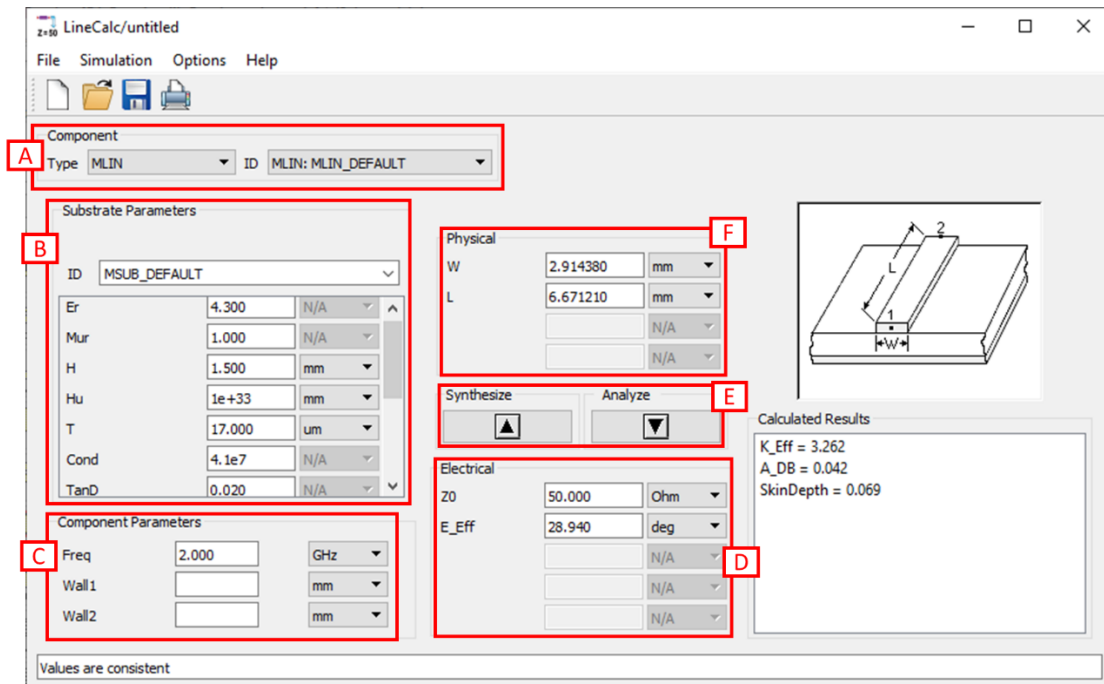 Z=50 LineCalc/untitled
File Simulation Options Help
A
Component
Type MLIN ID MLIN: MLIN_DEFAULT
B
Substrate Parameters
ID MSUB_DEFAULT
Er 4.300 N/A
Mur 1.000 N/A
H 1.500 mm
Hu 1e+33 mm
T 17.000 um
Cond 4.1e7 N/A
TanD 0.020 N/A
C
Component Parameters
Freq 2.000 GHz
Wall1 mm
Wall2 mm
F
Physical
W 2.914380 mm
L 6.671210 mm
N/A
N/A
E
Synthesize Analyze
D
Electrical
Z0 50.000 Ohm
E_Eff 28.940 deg
N/A
N/A
N/A
2
L
1
W
Calculated Results
K_Eff = 3.262
A_DB = 0.042
SkinDepth = 0.069
Values are consistent